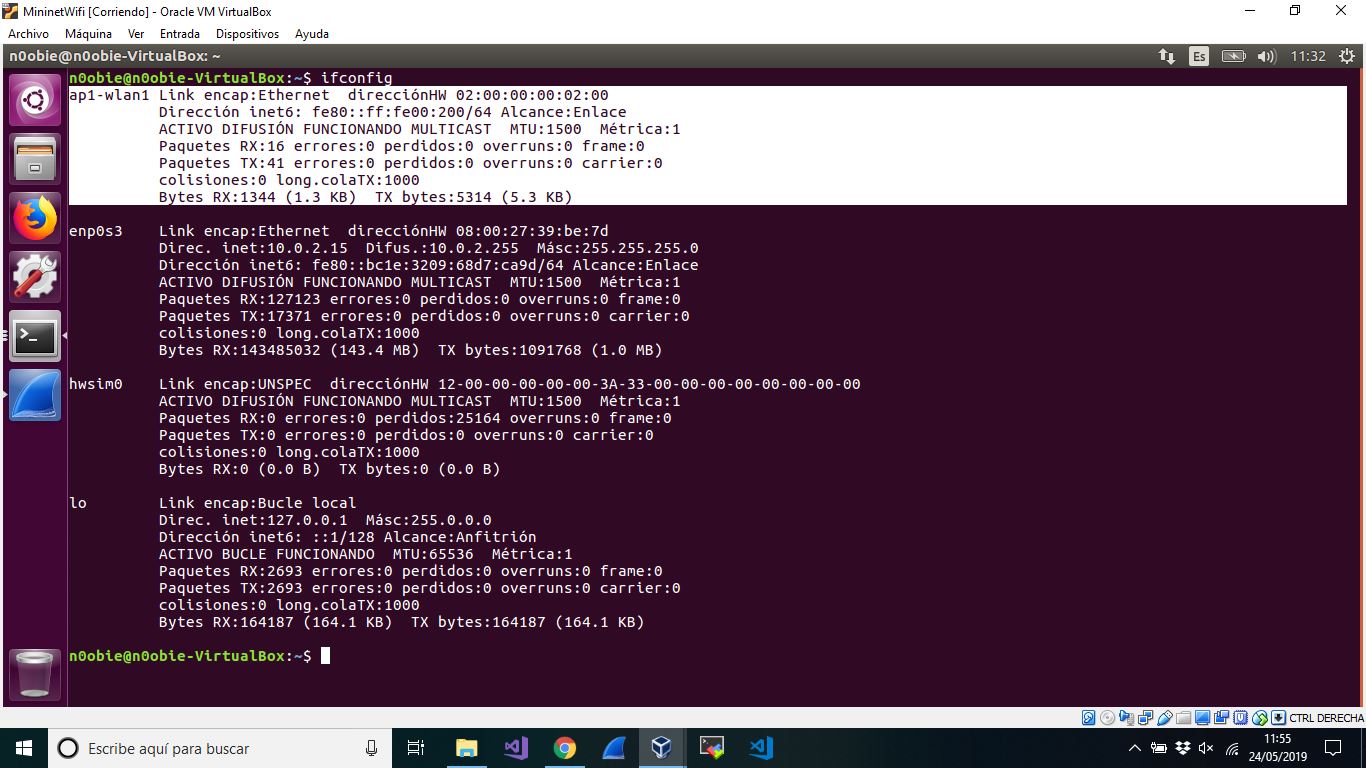 MininetWifi [Corriendo] - Oracle VM VirtualBox
Archivo Máquina Ver Entrada Dispositivos Ayuda
n0obie@n0obie-VirtualBox: ~ Es 11:32
n0obie@n0obie-VirtualBox:~$ ifconfig
ap1-wlan1 Link encap:Ethernet direcciónHW 02:00:00:00:02:00
Dirección inet6: fe80::ff:fe00:200/64 Alcance:Enlace
ACTIVO DIFUSIÓN FUNCIONANDO MULTICAST MTU:1500 Métrica:1
Paquetes RX:16 errores:0 perdidos:0 overruns:0 frame:0
Paquetes TX:41 errores:0 perdidos:0 overruns:0 carrier:0
colisiones:0 long.colaTX:1000
Bytes RX:1344 (1.3 KB) TX bytes:5314 (5.3 KB)
enp0s3 Link encap:Ethernet direcciónHW 08:00:27:39:be:7d
Direc. inet:10.0.2.15 Difus.:10.0.2.255 Másc:255.255.255.0
Dirección inet6: fe80::bc1e:3209:68d7:ca9d/64 Alcance:Enlace
ACTIVO DIFUSIÓN FUNCIONANDO MULTICAST MTU:1500 Métrica:1
Paquetes RX:127123 errores:0 perdidos:0 overruns:0 frame:0
Paquetes TX:17371 errores:0 perdidos:0 overruns:0 carrier:0
colisiones:0 long.colaTX:1000
Bytes RX:143485032 (143.4 MB) TX bytes:1091768 (1.0 MB)
hwsim0 Link encap:UNSPEC direcciónHW 12-00-00-00-00-00-3A-33-00-00-00-00-00-00-00-00
ACTIVO DIFUSIÓN FUNCIONANDO MULTICAST MTU:1500 Métrica:1
Paquetes RX:0 errores:0 perdidos:25164 overruns:0 frame:0
Paquetes TX:0 errores:0 perdidos:0 overruns:0 carrier:0
colisiones:0 long.colaTX:1000
Bytes RX:0 (0.0 B) TX bytes:0 (0.0 B)
lo Link encap:Bucle local
Direc. inet:127.0.0.1 Másc:255.0.0.0
Dirección inet6: ::1/128 Alcance:Anfitrión
ACTIVO BUCLE FUNCIONANDO MTU:65536 Métrica:1
Paquetes RX:2693 errores:0 perdidos:0 overruns:0 frame:0
Paquetes TX:2693 errores:0 perdidos:0 overruns:0 carrier:0
colisiones:0 long.colaTX:1000
Bytes RX:164187 (164.1 KB) TX bytes:164187 (164.1 KB)
n0obie@n0obie-VirtualBox:~$
CTRL DERECHA
Escribe aquí para buscar
11:55
24/05/2019